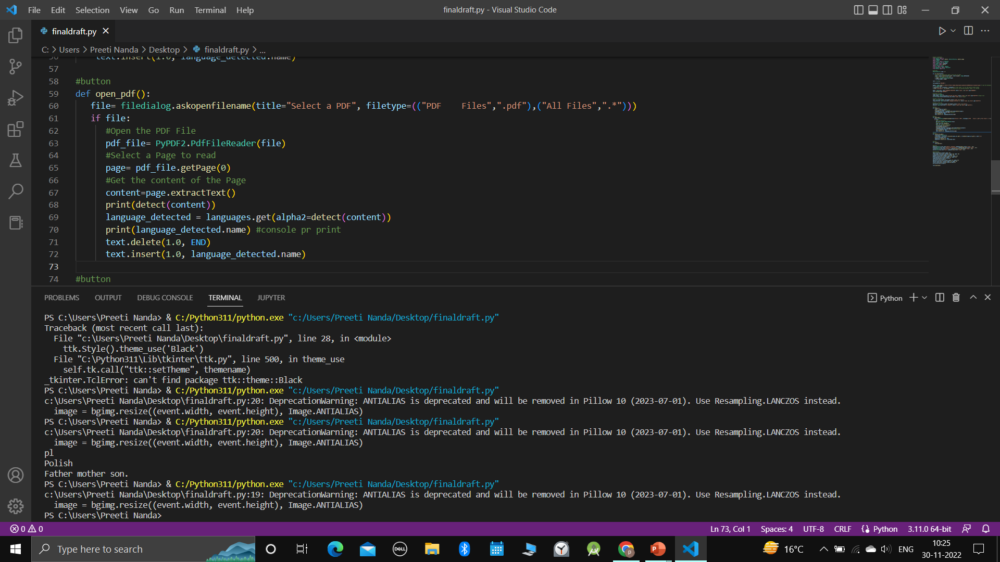 File Edit Selection View Go Run Terminal Help
finaldraft.py - Visual Studio Code
finaldraft.py
C: > Users > Preeti Nanda > Desktop > finaldraft.py > ...
56 text.insert(1.0, language_detected.name)
57
58 #button
59 def open_pdf():
60 file= filedialog.askopenfilename(title="Select a PDF", filetype=(("PDF    Files",".pdf"),("All Files",".*")))
61 if file:
62 #Open the PDF File
63 pdf_file= PyPDF2.PdfFileReader(file)
64 #Select a Page to read
65 page= pdf_file.getPage(0)
66 #Get the content of the Page
67 content=page.extractText()
68 print(detect(content))
69 language_detected = languages.get(alpha2=detect(content))
70 print(language_detected.name) #console pr print
71 text.delete(1.0, END)
72 text.insert(1.0, language_detected.name)
73
74 #button
PROBLEMS OUTPUT DEBUG CONSOLE TERMINAL JUPYTER
Python
PS C:\Users\Preeti Nanda> & C:/Python311/python.exe "c:/Users/Preeti Nanda/Desktop/finaldraft.py"
Traceback (most recent call last):
File "c:\Users\Preeti Nanda\Desktop\finaldraft.py", line 28, in <module>
ttk.Style().theme_use('Black')
File "C:\Python311\Lib\tkinter\ttk.py", line 500, in theme_use
self.tk.call("ttk::setTheme", themename)
_tkinter.TclError: can't find package ttk::theme::Black
PS C:\Users\Preeti Nanda> & C:/Python311/python.exe "c:/Users/Preeti Nanda/Desktop/finaldraft.py"
c:\Users\Preeti Nanda\Desktop\finaldraft.py:20: DeprecationWarning: ANTIALIAS is deprecated and will be removed in Pillow 10 (2023-07-01). Use Resampling.LANCZOS instead.
image = bgimg.resize((event.width, event.height), Image.ANTIALIAS)
PS C:\Users\Preeti Nanda> & C:/Python311/python.exe "c:/Users/Preeti Nanda/Desktop/finaldraft.py"
c:\Users\Preeti Nanda\Desktop\finaldraft.py:20: DeprecationWarning: ANTIALIAS is deprecated and will be removed in Pillow 10 (2023-07-01). Use Resampling.LANCZOS instead.
image = bgimg.resize((event.width, event.height), Image.ANTIALIAS)
pl
Polish
Father mother son.
PS C:\Users\Preeti Nanda> & C:/Python311/python.exe "c:/Users/Preeti Nanda/Desktop/finaldraft.py"
c:\Users\Preeti Nanda\Desktop\finaldraft.py:19: DeprecationWarning: ANTIALIAS is deprecated and will be removed in Pillow 10 (2023-07-01). Use Resampling.LANCZOS instead.
image = bgimg.resize((event.width, event.height), Image.ANTIALIAS)
PS C:\Users\Preeti Nanda>
0 0 Ln 73, Col 1 Spaces: 4 UTF-8 CRLF Python 3.11.0 64-bit
Type here to search
DELL
16°C ENG
10:25
30-11-2022